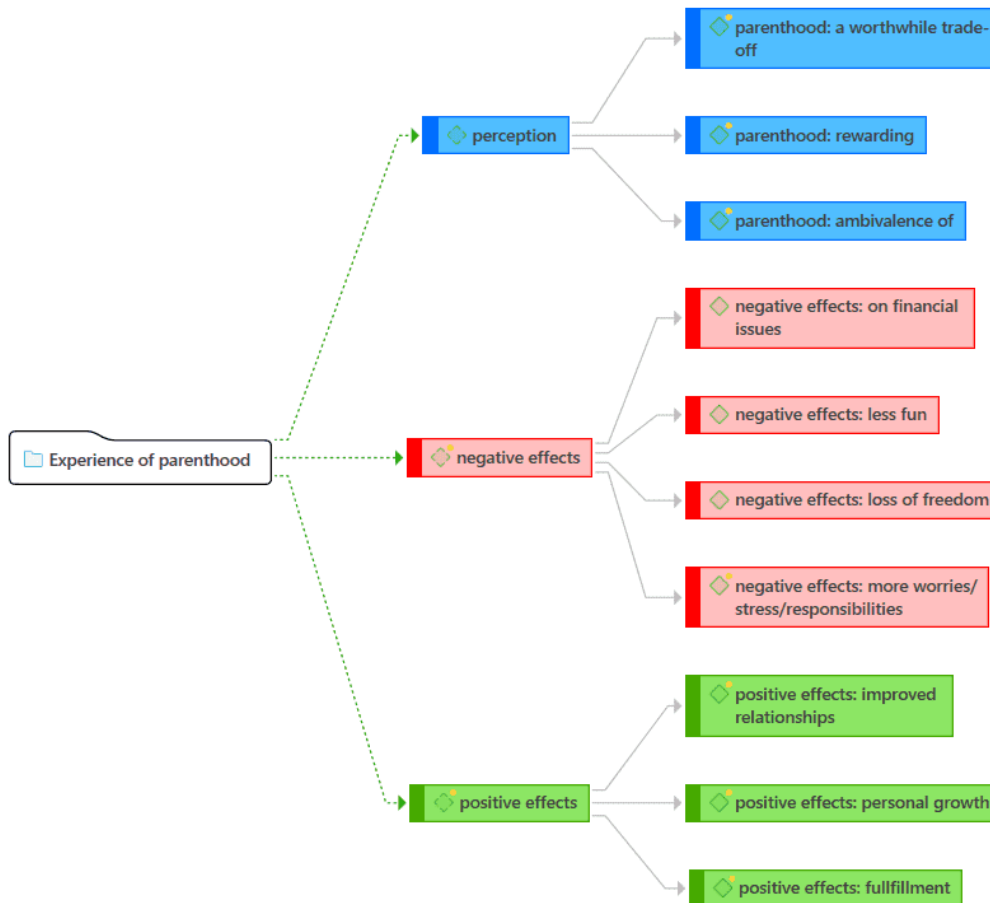 parenthood: a worthwhile trade-
off
perception
parenthood: rewarding
parenthood: ambivalence of
negative effects: on financial
issues
negative effects: less fun
Experience of parenthood
negative effects
negative effects: loss of freedom
negative effects: more worries/
stress/responsibilities
positive effects: improved
relationships
positive effects
positive effects: personal growth
positive effects: fullfillment